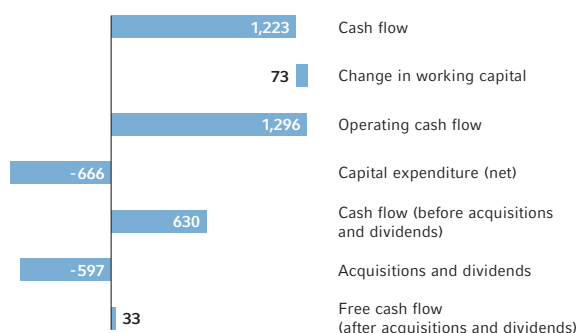 1,223 Cash flow
73 Change in working capital
1,296 Operating cash flow
-666 Capital expenditure (net)
630 Cash flow (before acquisitions
and dividends)
-597 Acquisitions and dividends
33 Free cash flow
(after acquisitions and dividends)